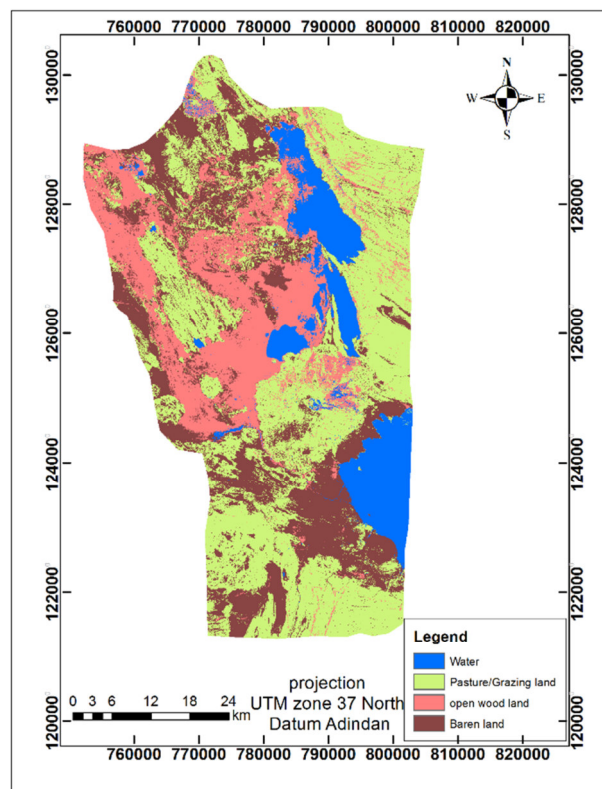 760000 770000 780000 790000 800000 810000 820000
130000
128000
126000
124000
122000
120000
130000
128000
126000
124000
122000
120000
N
W E
S
Legend
Water
Pasture/Grazing land
open wood land
Baren land
projection
UTM zone 37 North
Datum Adindan
0 3 6 12 18 24
km
760000 770000 780000 790000 800000 810000 820000